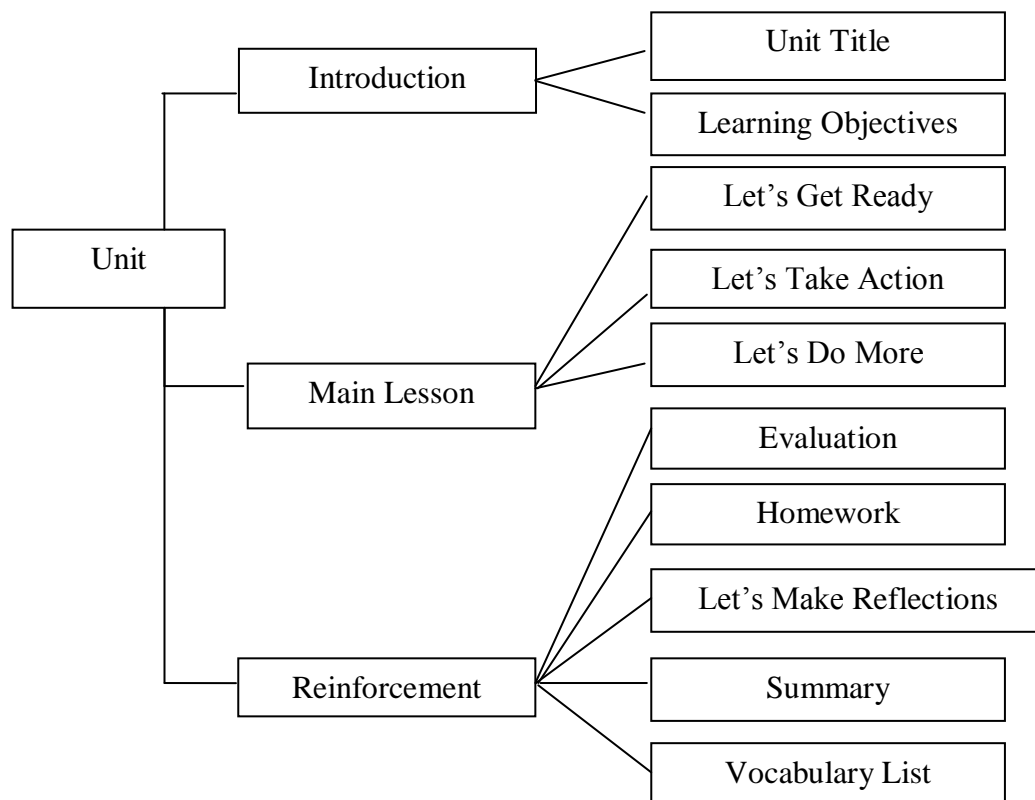 Unit
Introduction
Unit Title
Learning Objectives
Main Lesson
Let’s Get Ready
Let’s Take Action
Let’s Do More
Reinforcement
Evaluation
Homework
Let’s Make Reflections
Summary
Vocabulary List